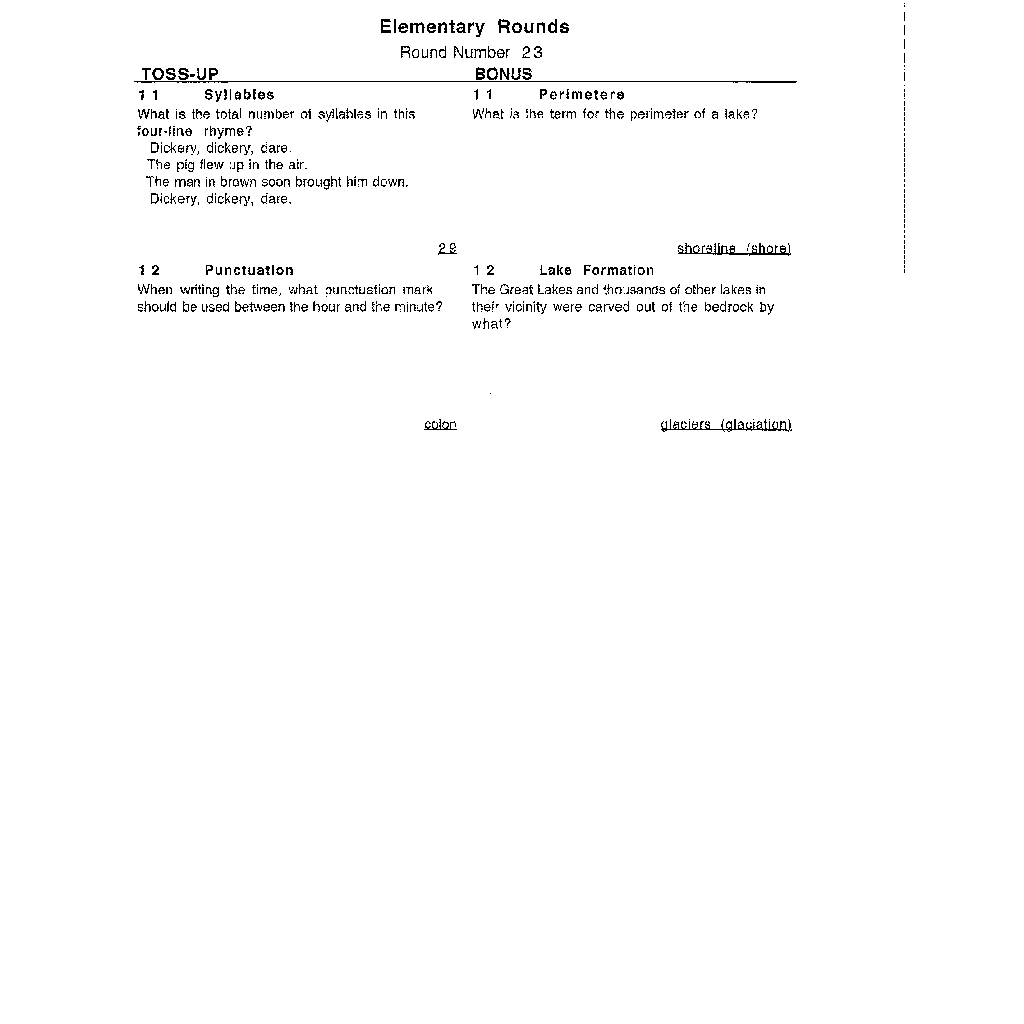 Elementary Rounds
Round Number 23
TOSS-UP
11 Syllables
What is the total number of syllables in this
four-line rhyme?
Dickery, dickery, dare.
The pig flew up in the air.
The man in brown soon brought him down.
Dickery, dickery, dare.
29
12 Punctuation
When writing the time, what punctuation mark
should be used between the hour and the minute?
colon
BONUS
11 Perimeters
What is the term for the perimeter of a lake?
shoreline (shore)
12 Lake Formation
The Great Lakes and thousands of other lakes in
their vicinity were carved out of the bedrock by
what?
glaciers (glaciation)